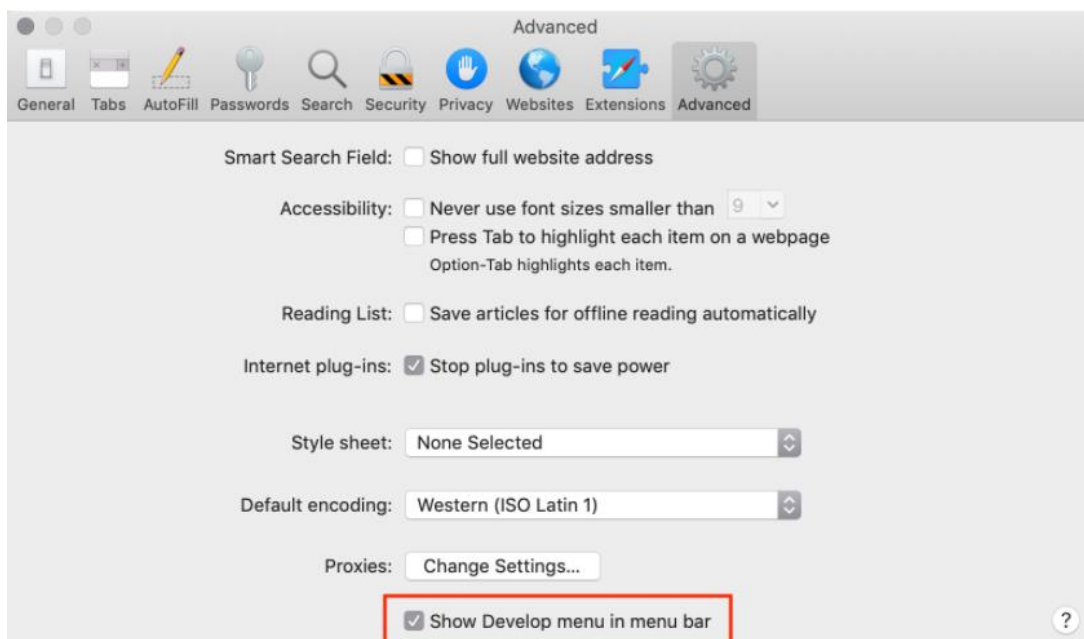 Advanced
General Tabs AutoFill Passwords Search Security Privacy Websites Extensions Advanced
Smart Search Field: Show full website address
Accessibility: Never use font sizes smaller than 9
Press Tab to highlight each item on a webpage
Option-Tab highlights each item.
Reading List: Save articles for offline reading automatically
Internet plug-ins: Stop plug-ins to save power
Style sheet: None Selected
Default encoding: Western (ISO Latin 1)
Proxies: Change Settings...
Show Develop menu in menu bar ?